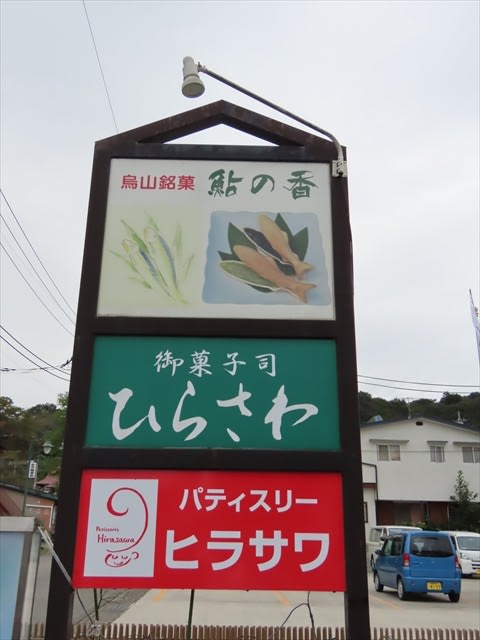 烏山銘菓 鮎の香
御菓子司
ひらさわ
パティスリー
ヒラサワ
Patisserie
Hirasawa